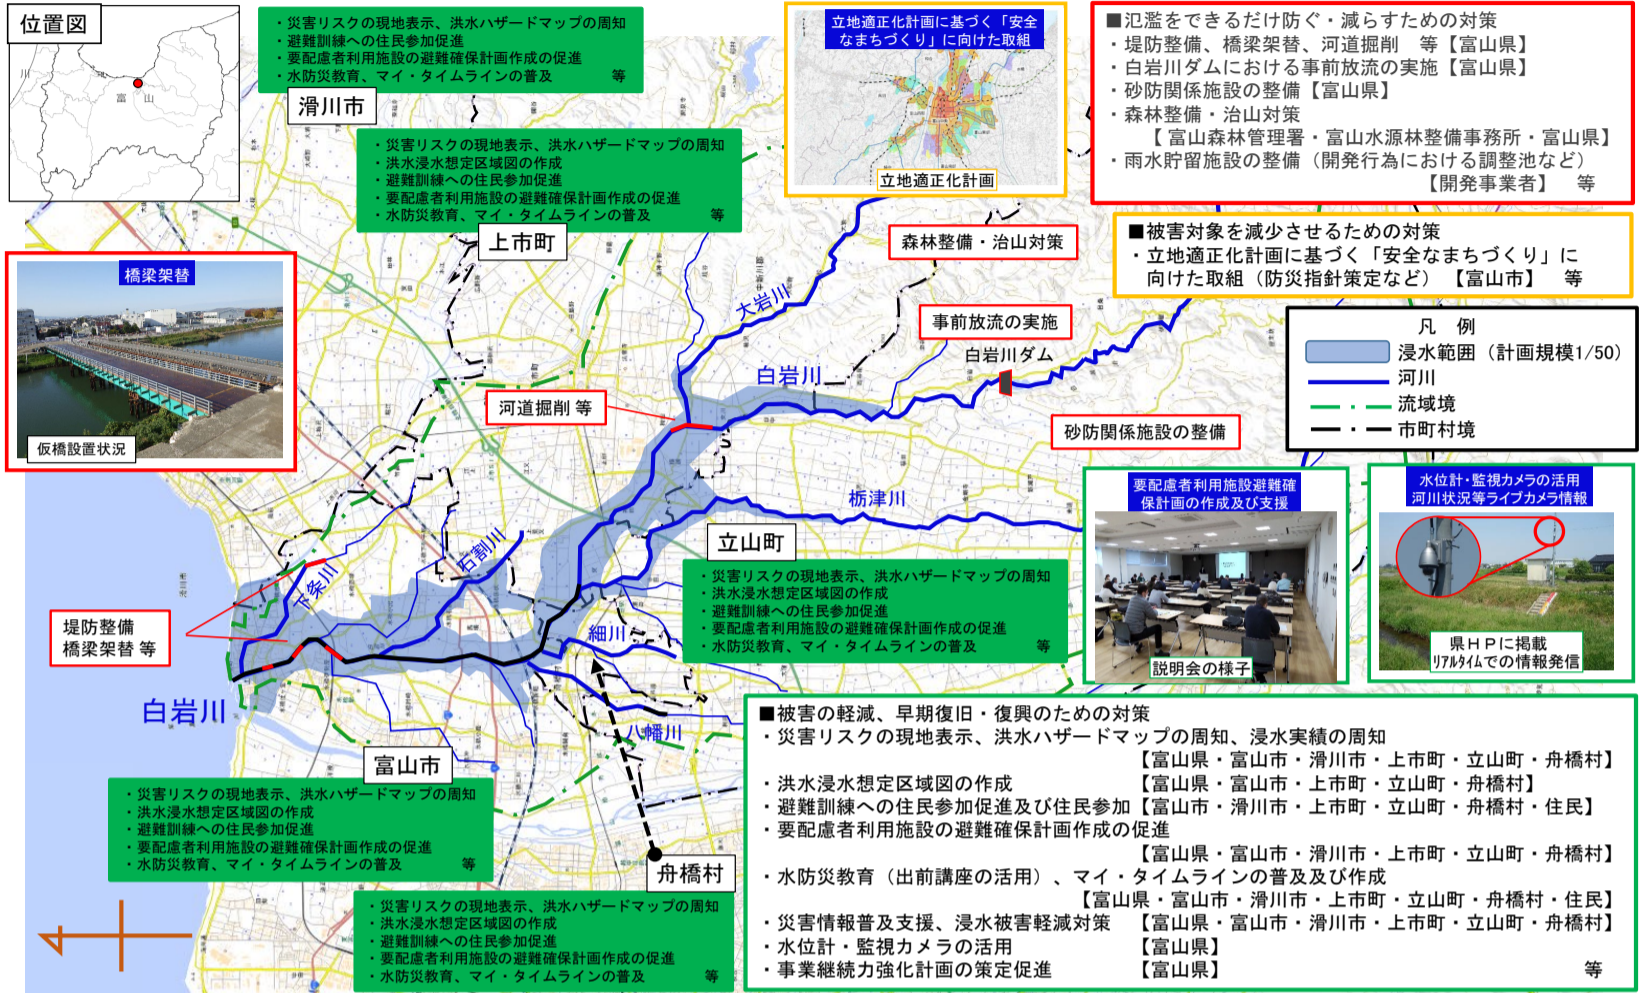 位置図
富
山
・災害リスクの現地表示、洪水ハザードマップの周知
・避難訓練への住民参加促進
・要配慮者利用施設の避難確保計画作成の促進
・水防災教育、マイ・タイムラインの普及 等
滑川市
・災害リスクの現地表示、洪水ハザードマップの周知
・洪水浸水想定区域図の作成
・避難訓練への住民参加促進
・要配慮者利用施設の避難確保計画作成の促進
・水防災教育、マイ・タイムラインの普及 等
上市町
立地適正化計画に基づく「安全
なまちづくり」に向けた取組
立地適正化計画
■氾濫をできるだけ防ぐ・減らすための対策
・堤防整備、橋梁架替、河道掘削 等【富山県】
・白岩川ダムにおける事前放流の実施【富山県】
・砂防関係施設の整備【富山県】
・森林整備・治山対策
【富山森林管理署・富山水源林整備事務所・富山県】
・雨水貯留施設の整備（開発行為における調整池など）
【開発事業者】 等
■被害対象を減少させるための対策
・立地適正化計画に基づく「安全なまちづくり」に
向けた取組（防災指針策定など）【富山市】 等
凡 例
浸水範囲（計画規模1/50）
河川
流域境
市町村境
橋梁架替
仮橋設置状況
森林整備・治山対策
事前放流の実施
白岩川ダム
大岩川
白岩川
河道掘削 等
砂防関係施設の整備
栃津川
要配慮者利用施設避難確
保計画の作成及び支援
説明会の様子
水位計・監視カメラの活用
河川状況等ライブカメラ情報
県ＨＰに掲載
ﾘｱﾙﾀｲﾑでの情報発信
立山町
・災害リスクの現地表示、洪水ハザードマップの周知
・洪水浸水想定区域図の作成
・避難訓練への住民参加促進
・要配慮者利用施設の避難確保計画作成の促進
・水防災教育、マイ・タイムラインの普及 等
石割川
下条川
堤防整備
橋梁架替 等
細川
八幡川
白岩川
富山市
・災害リスクの現地表示、洪水ハザードマップの周知
・洪水浸水想定区域図の作成
・避難訓練への住民参加促進
・要配慮者利用施設の避難確保計画作成の促進
・水防災教育、マイ・タイムラインの普及 等
舟橋村
・災害リスクの現地表示、洪水ハザードマップの周知
・洪水浸水想定区域図の作成
・避難訓練への住民参加促進
・要配慮者利用施設の避難確保計画作成の促進
・水防災教育、マイ・タイムラインの普及 等
■被害の軽減、早期復旧・復興のための対策
・災害リスクの現地表示、洪水ハザードマップの周知、浸水実績の周知
【富山県・富山市・滑川市・上市町・立山町・舟橋村】
・洪水浸水想定区域図の作成 【富山県・富山市・上市町・立山町・舟橋村】
・避難訓練への住民参加促進及び住民参加【富山市・滑川市・上市町・立山町・舟橋村・住民】
・要配慮者利用施設の避難確保計画作成の促進
【富山県・富山市・滑川市・上市町・立山町・舟橋村】
・水防災教育（出前講座の活用）、マイ・タイムラインの普及及び作成
【富山県・富山市・滑川市・上市町・立山町・舟橋村・住民】
・災害情報普及支援、浸水被害軽減対策 【富山県・富山市・滑川市・上市町・立山町・舟橋村】
・水位計・監視カメラの活用 【富山県】
・事業継続力強化計画の策定促進 【富山県】 等